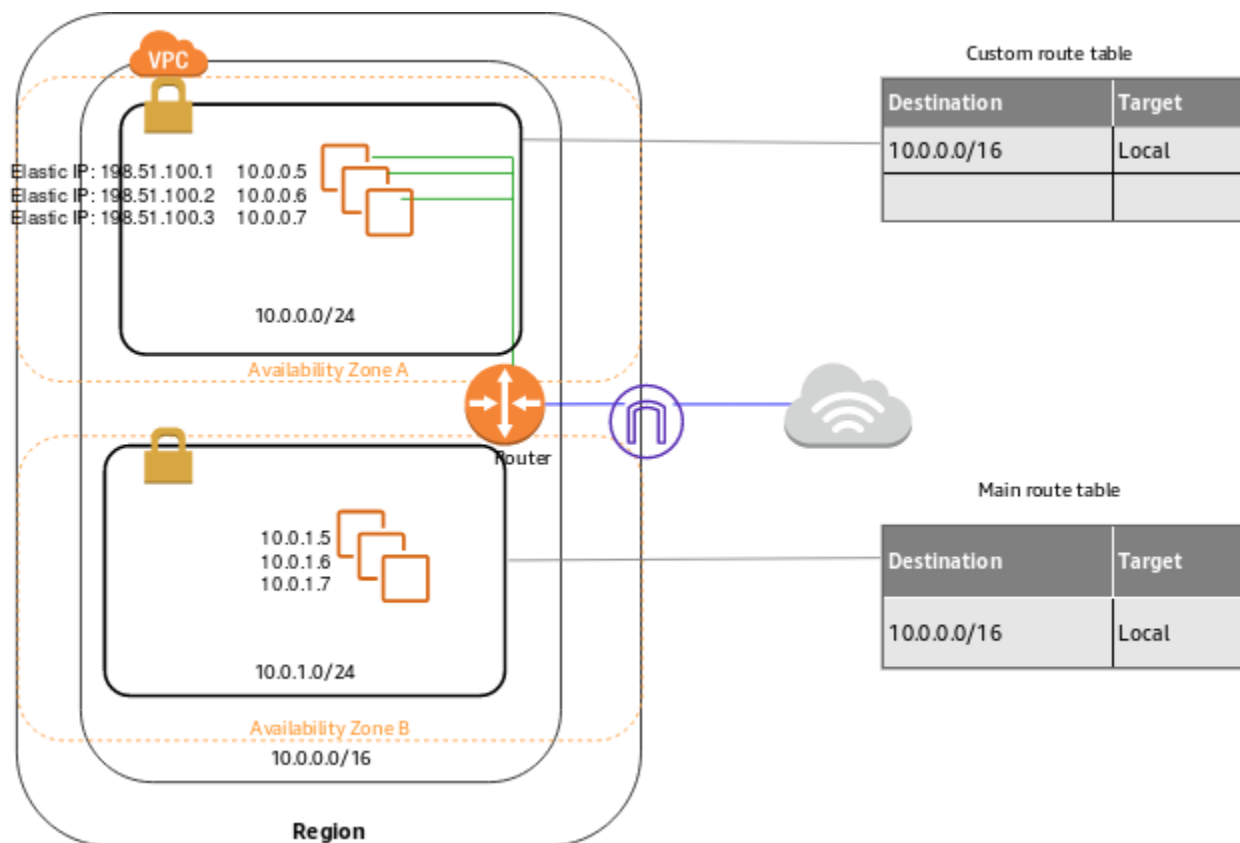 VPC
Custom route table
Destination Target
10.0.0.0/16 Local
Elastic IP: 198.51.100.1 10.0.0.5
Elastic IP: 198.51.100.2 10.0.0.6
Elastic IP: 198.51.100.3 10.0.0.7
10.0.0.0/24
Availability Zone A
Router
Main route table
Destination Target
10.0.0.0/16 Local
10.0.1.5
10.0.1.6
10.0.1.7
10.0.1.0/24
Availability Zone B
10.0.0.0/16
Region